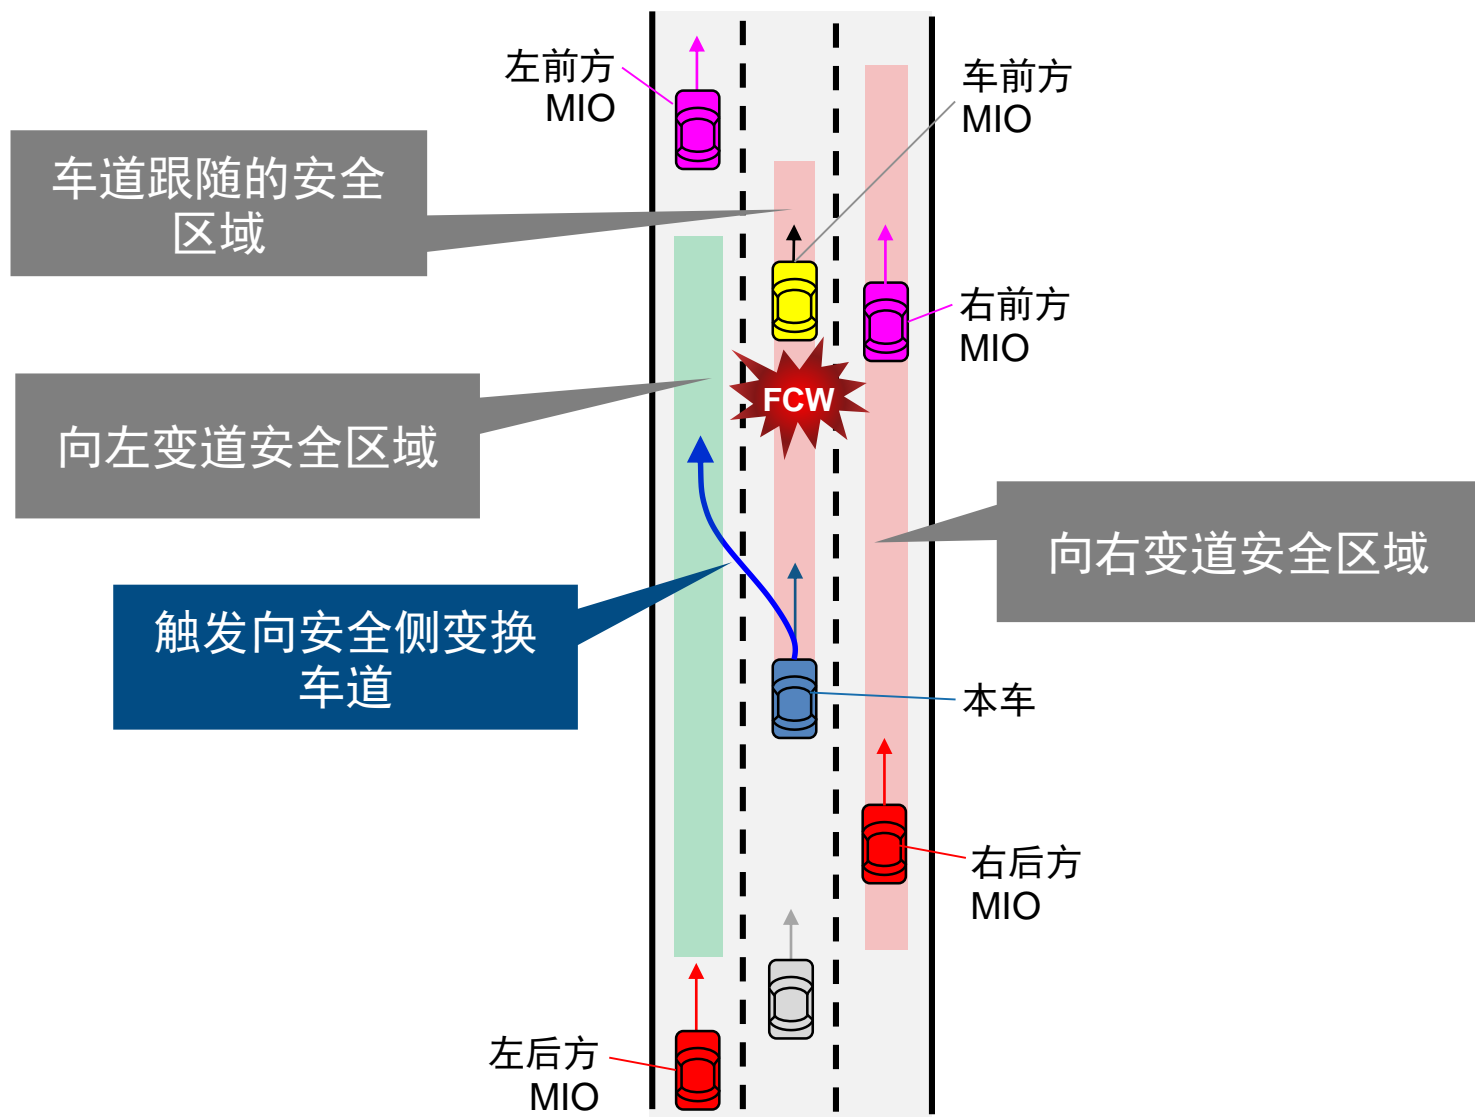 左前方
MIO
车前方
MIO
车道跟随的安全
区域
右前方
MIO
向左变道安全区域
FCW
向右变道安全区域
触发向安全侧变换
车道
本车
右后方
MIO
左后方
MIO